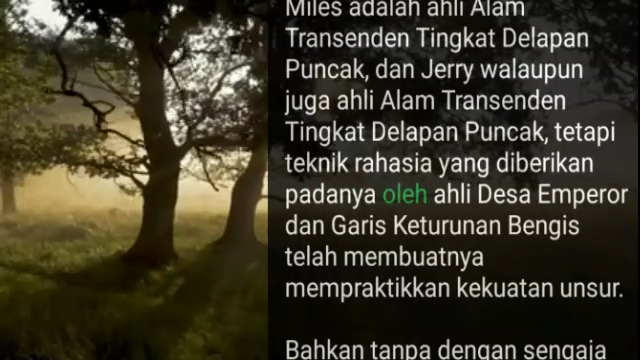 Miles adalah ahli Alam
Transenden Tingkat Delapan
Puncak, dan Jerry walaupun
juga ahli Alam Transenden
Tingkat Delapan Puncak, tetapi
teknik rahasia yang diberikan
padanya oleh ahli Desa Emperor
dan Garis Keturunan Bengis
telah membuatnya
mempraktikkan kekuatan unsur.
Bahkan tanpa dengan sengaja